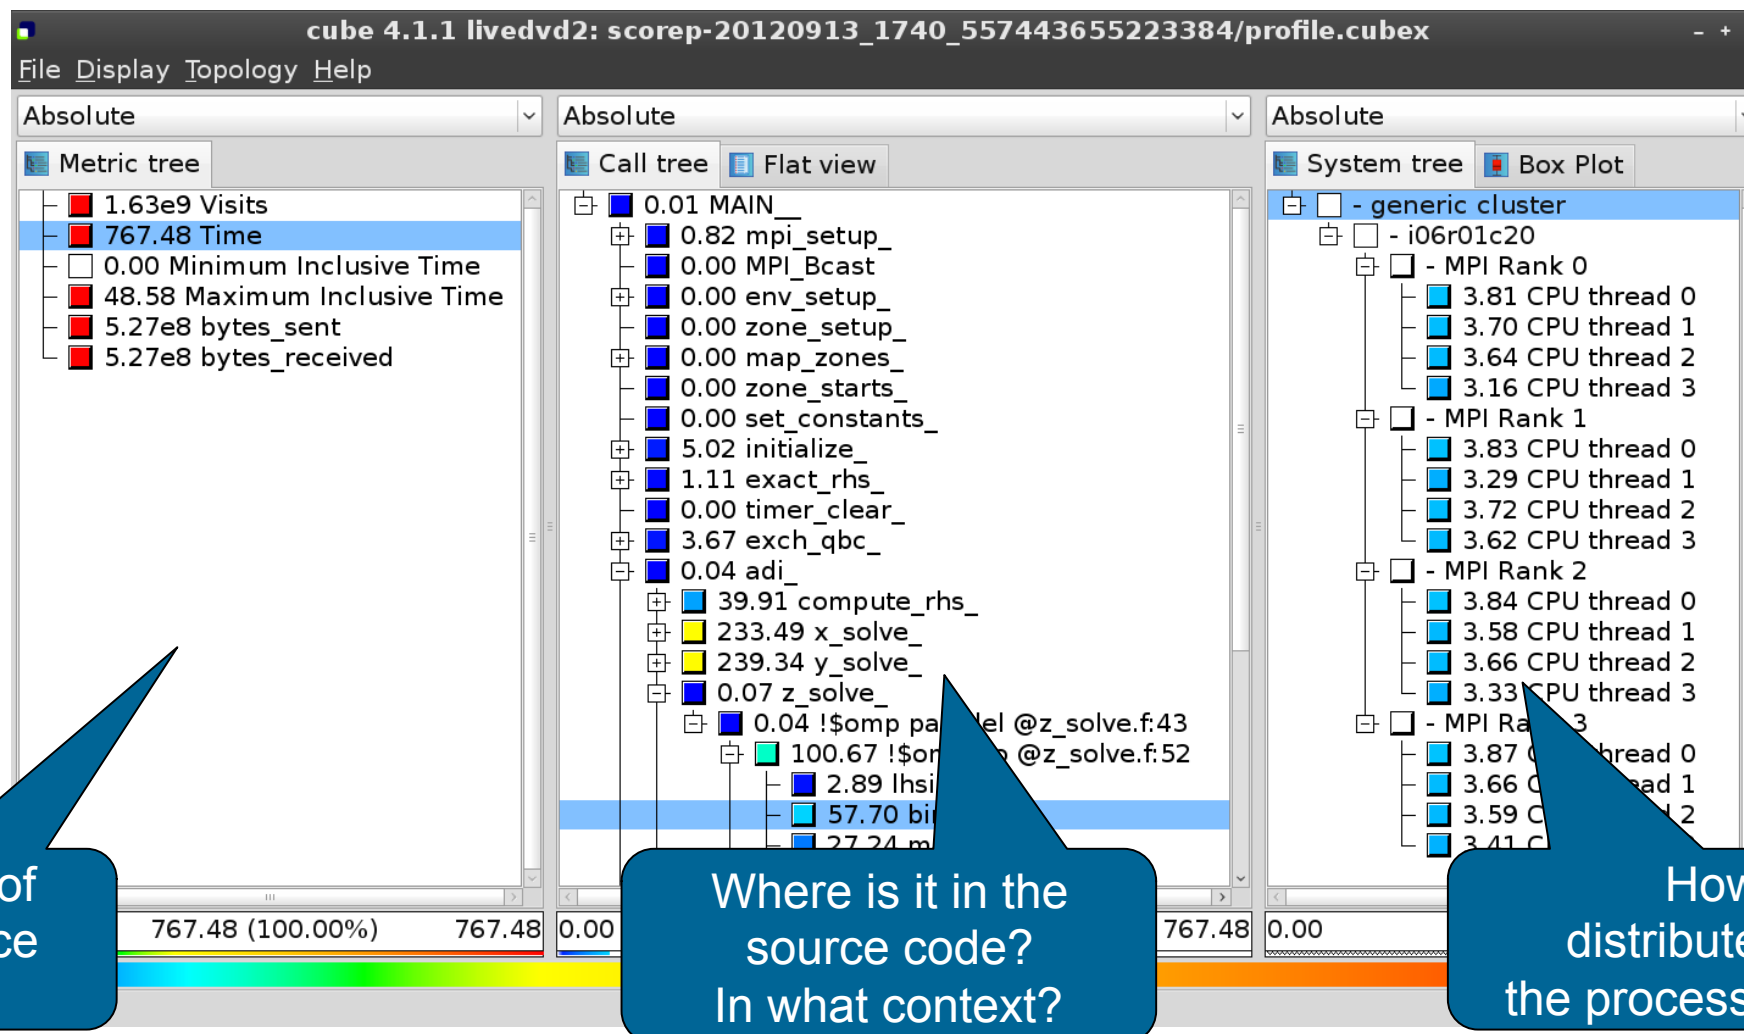 cube 4.1.1 livedvd2: scorep-20120913_1740_557443655223384/profile.cubex
File Display Topology Help
Absolute
Metric tree
1.63e9 Visits
767.48 Time
0.00 Minimum Inclusive Time
48.58 Maximum Inclusive Time
5.27e8 bytes_sent
5.27e8 bytes_received
767.48 (100.00%) 767.48
of
Absolute
Call tree Flat view
0.01 MAIN__
0.82 mpi_setup_
0.00 MPI_Bcast
0.00 env_setup_
0.00 zone_setup_
0.00 map_zones_
0.00 zone_starts_
0.00 set_constants_
5.02 initialize_
1.11 exact_rhs_
0.00 timer_clear_
3.67 exch_qbc_
0.04 adi_
39.91 compute_rhs_
233.49 x_solve_
239.34 y_solve_
0.07 z_solve_
0.04 !$omp @z_solve.f:43
100.67 @z_solve.f:52
2.89
57.70
27.24
0.00 767.48
Where is it in the
source code?
In what context?
Absolute
System tree Box Plot
- generic cluster
- i06r01c20
- MPI Rank 0
3.81 CPU thread 0
3.70 CPU thread 1
3.64 CPU thread 2
3.16 CPU thread 3
- MPI Rank 1
3.83 CPU thread 0
3.29 CPU thread 1
3.72 CPU thread 2
3.62 CPU thread 3
- MPI Rank 2
3.84 CPU thread 0
3.58 CPU thread 1
3.66 CPU thread 2
3.33 CPU thread 3
- MPI 3
3.87 0
3.66 1
3.59 2
3.41
0.00
How
the